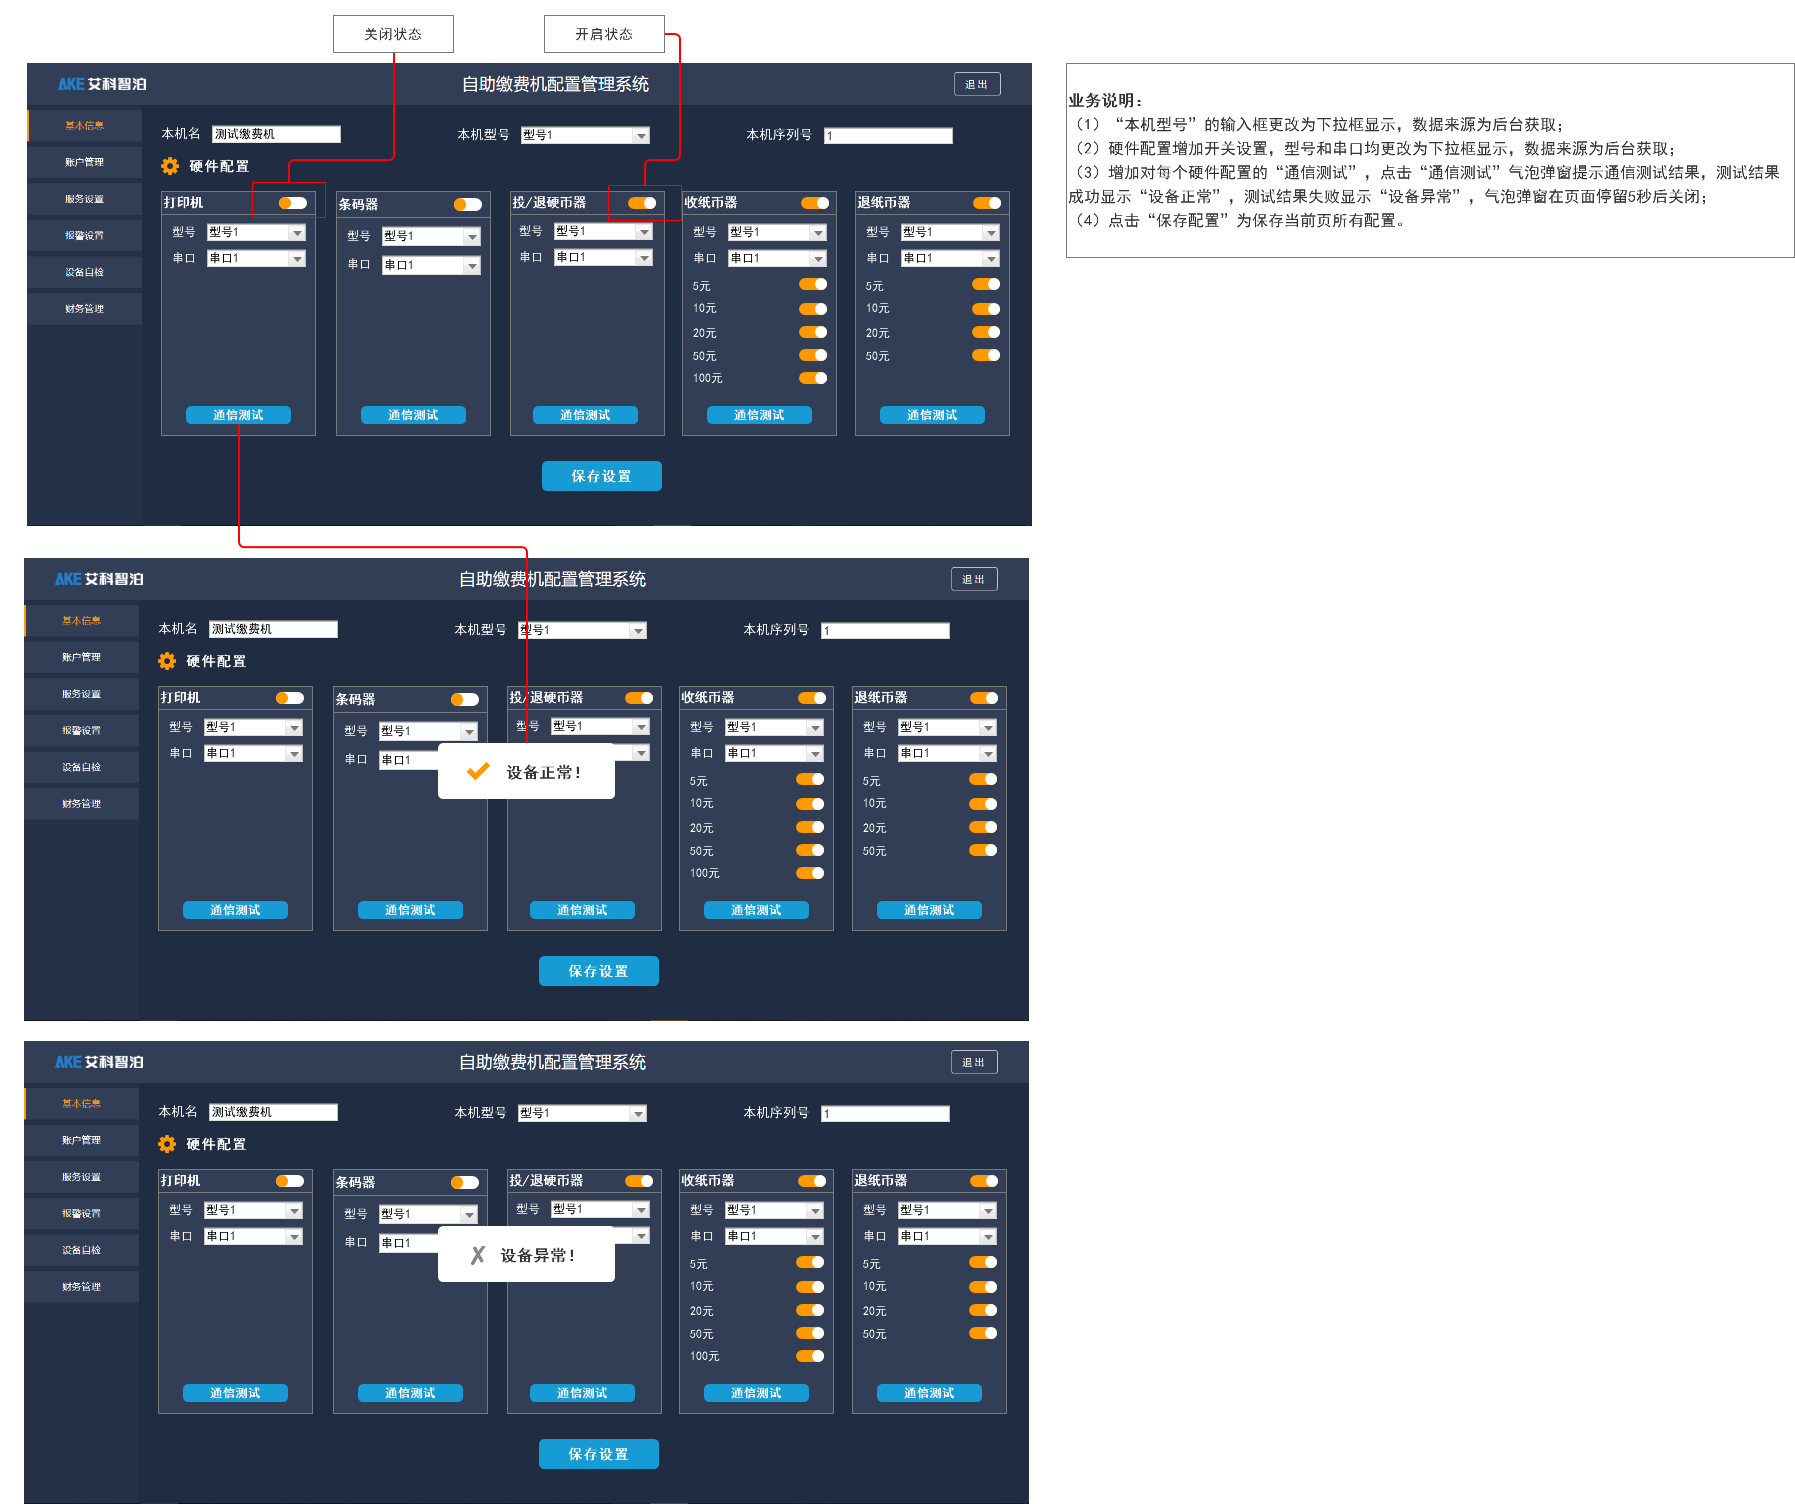 关闭状态
开启状态
AKE 艾科智泊
自助缴费机配置管理系统
退出
基本信息
账户管理
服务设置
报警设置
设备自检
财务管理
本机名 测试缴费机
本机型号 型号1
本机序列号 1
硬件配置
打印机
型号 型号1
串口 串口1
通信测试
条码器
型号 型号1
串口 串口1
通信测试
投/退硬币器
型号 型号1
串口 串口1
通信测试
收纸币器
型号 型号1
串口 串口1
5元
10元
20元
50元
100元
通信测试
退纸币器
型号 型号1
串口 串口1
5元
10元
20元
50元
通信测试
保存设置
业务说明：
（1）“本机型号”的输入框更改为下拉框显示，数据来源为后台获取；
（2）硬件配置增加开关设置，型号和串口均更改为下拉框显示，数据来源为后台获取；
（3）增加对每个硬件配置的“通信测试”，点击“通信测试”气泡弹窗提示通信测试结果，测试结果
成功显示“设备正常”，测试结果失败显示“设备异常”，气泡弹窗在页面停留5秒后关闭；
（4）点击“保存配置”为保存当前页所有配置。
AKE 艾科智泊
自助缴费机配置管理系统
退出
基本信息
账户管理
服务设置
报警设置
设备自检
财务管理
本机名 测试缴费机
本机型号 型号1
本机序列号 1
硬件配置
打印机
型号 型号1
串口 串口1
通信测试
条码器
型号 型号1
串口 串口1
通信测试
投/退硬币器
型号 型号1
通信测试
设备正常！
收纸币器
型号 型号1
串口 串口1
5元
10元
20元
50元
100元
通信测试
退纸币器
型号 型号1
串口 串口1
5元
10元
20元
50元
通信测试
保存设置
AKE 艾科智泊
自助缴费机配置管理系统
退出
基本信息
账户管理
服务设置
报警设置
设备自检
财务管理
本机名 测试缴费机
本机型号 型号1
本机序列号 1
硬件配置
打印机
型号 型号1
串口 串口1
通信测试
条码器
型号 型号1
串口 串口1
通信测试
投/退硬币器
型号 型号1
通信测试
设备异常！
收纸币器
型号 型号1
串口 串口1
5元
10元
20元
50元
100元
通信测试
退纸币器
型号 型号1
串口 串口1
5元
10元
20元
50元
通信测试
保存设置